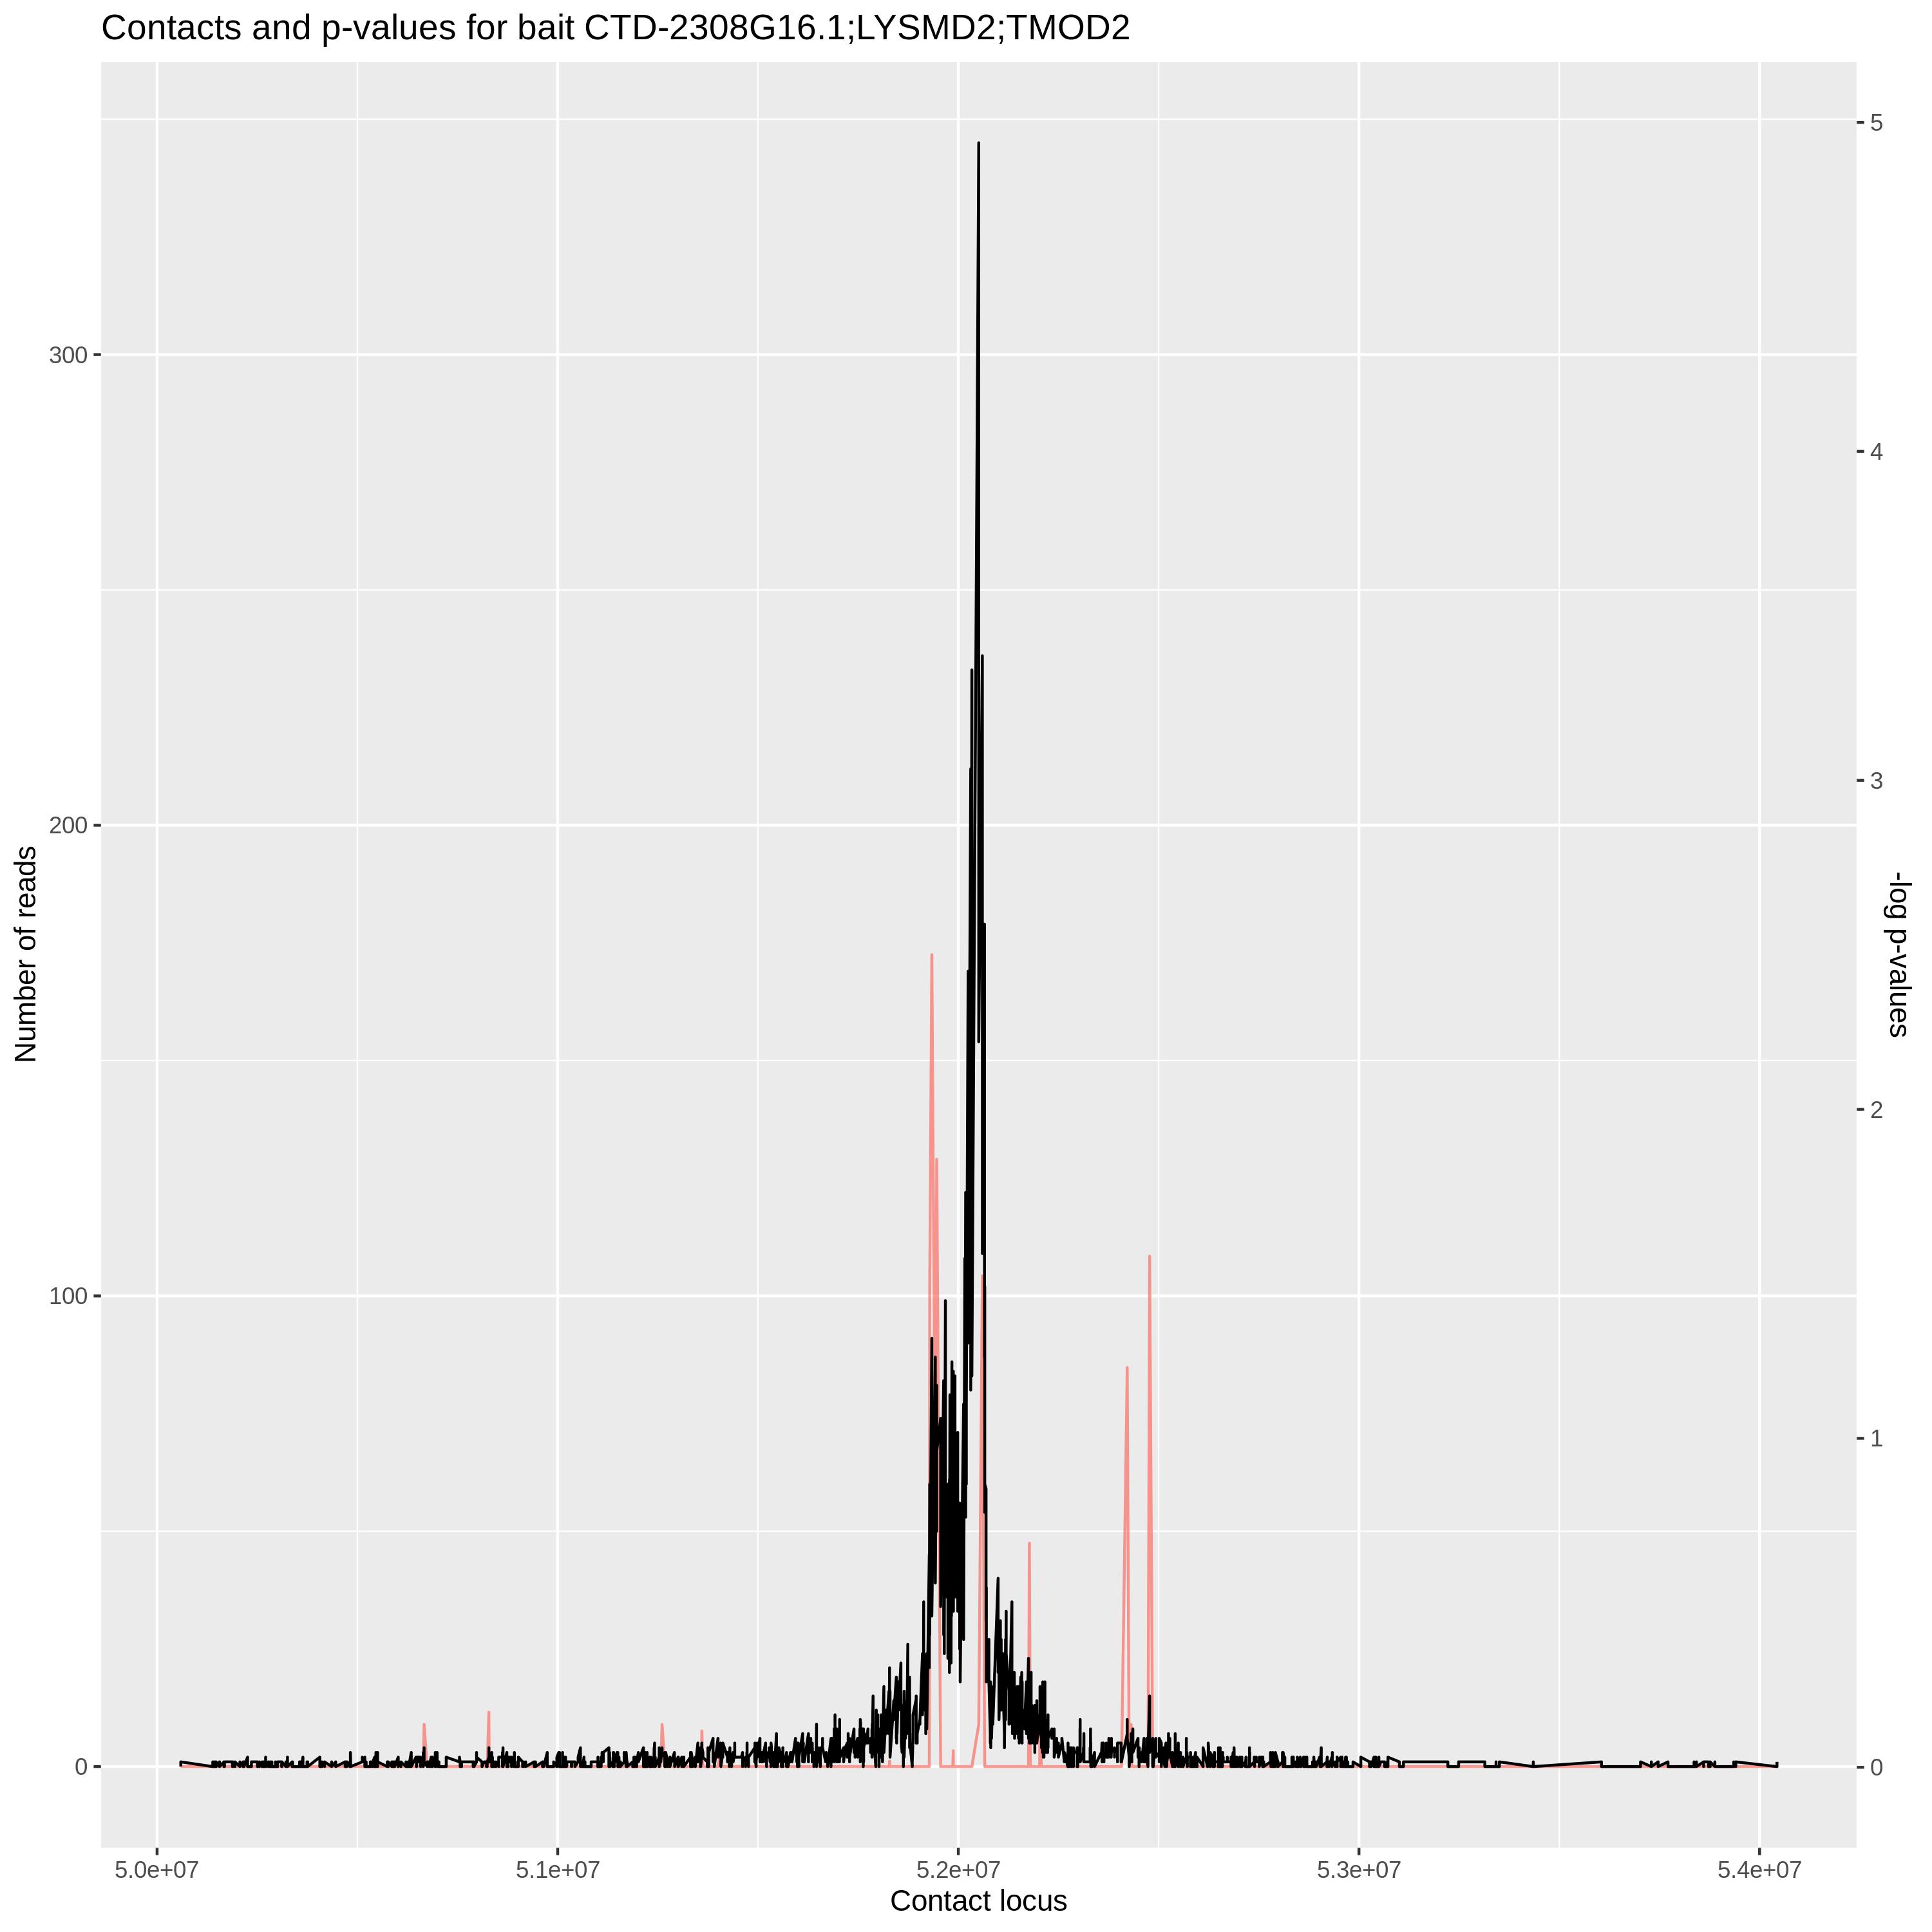 Contacts and p-values for bait CTD-2308G16.1;LYSMD2;TMOD2
Number of reads
300
200
100
0
5
4
3
2
1
0
-log p-values
5.0e+07 5.1e+07 5.2e+07 5.3e+07 5.4e+07
Contact locus